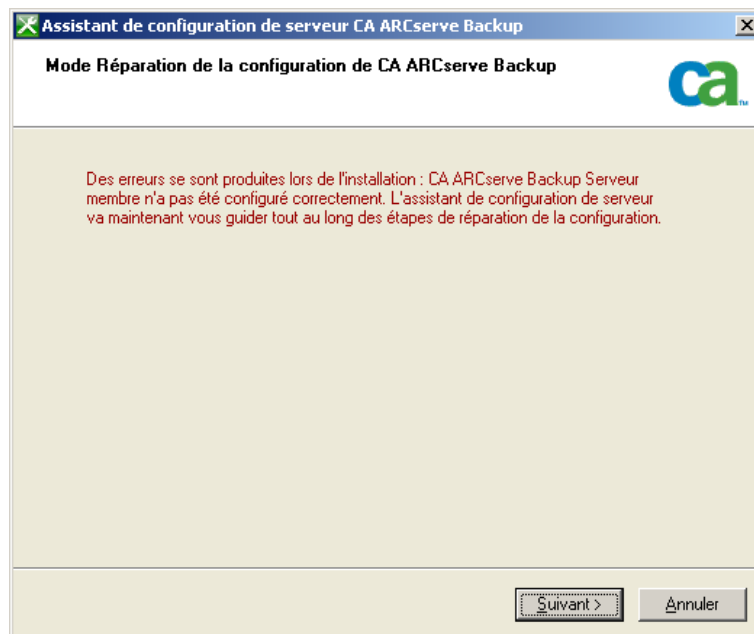 Assistant de configuration de serveur CA ARCserve Backup
Mode Réparation de la configuration de CA ARCserve Backup
ca
TM
Des erreurs se sont produites lors de l'installation : CA ARCserve Backup Serveur
membre n'a pas été configuré correctement. L'assistant de configuration de serveur
va maintenant vous guider tout au long des étapes de réparation de la configuration.
Suivant >
Annuler